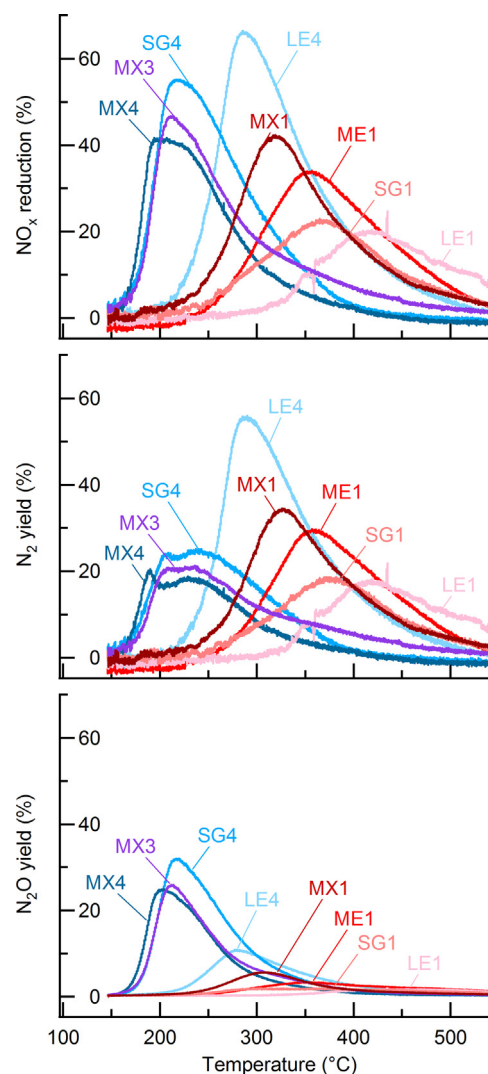 NOx reduction (%)
60
40
20
0
SG4
LE4
MX3
MX4
MX1
ME1
SG1
LE1
N2 yield (%)
60
40
20
0
LE4
SG4
MX1
ME1
MX3
MX4
SG1
LE1
N2O yield (%)
60
40
20
0
SG4
MX3
MX4
LE4
MX1
ME1
SG1
LE1
100 200 300 400 500
Temperature (°C)